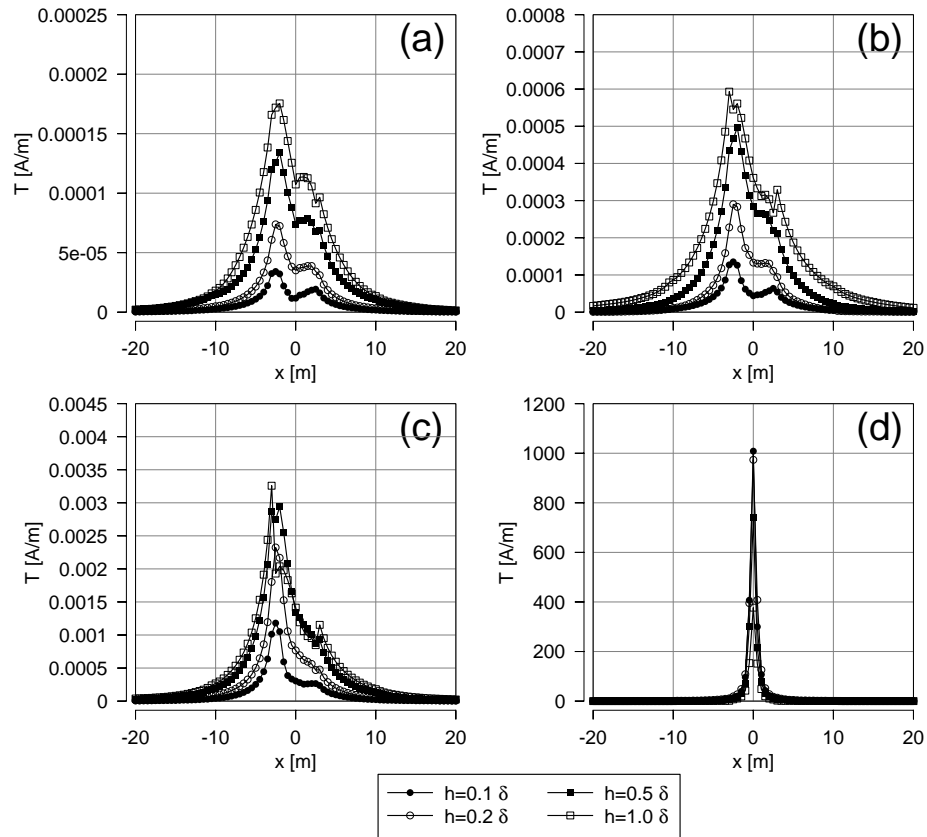 (a)
T [A/m]
0.00025
0.0002
0.00015
0.0001
5e-05
0
-20 -10 0 10 20
x [m]
(b)
T [A/m]
0.0008
0.0007
0.0006
0.0005
0.0004
0.0003
0.0002
0.0001
0
-20 -10 0 10 20
x [m]
(c)
T [A/m]
0.0045
0.004
0.0035
0.003
0.0025
0.002
0.0015
0.001
0.0005
0
-20 -10 0 10 20
x [m]
(d)
T [A/m]
1200
1000
800
600
400
200
0
-20 -10 0 10 20
x [m]
h=0.1 δ h=0.5 δ
h=0.2 δ h=1.0 δ